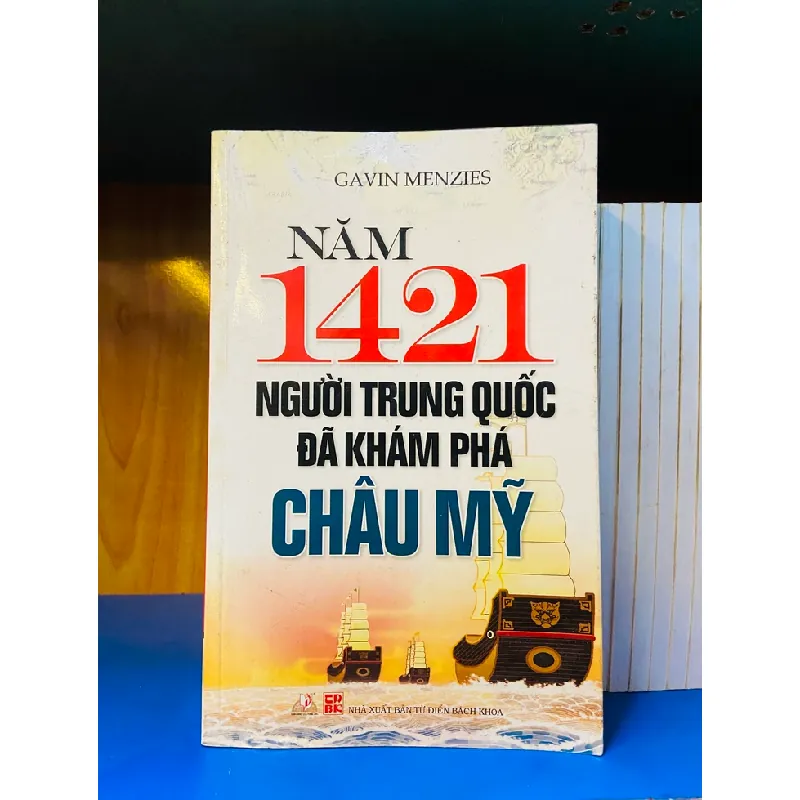 GAVIN MENZIES
NĂM
1421
NGƯỜI TRUNG QUỐC
ĐÃ KHÁM PHÁ
CHÂU MỸ
NHÀ XUẤT BẢN TỪ ĐIỂN BÁCH KHOA